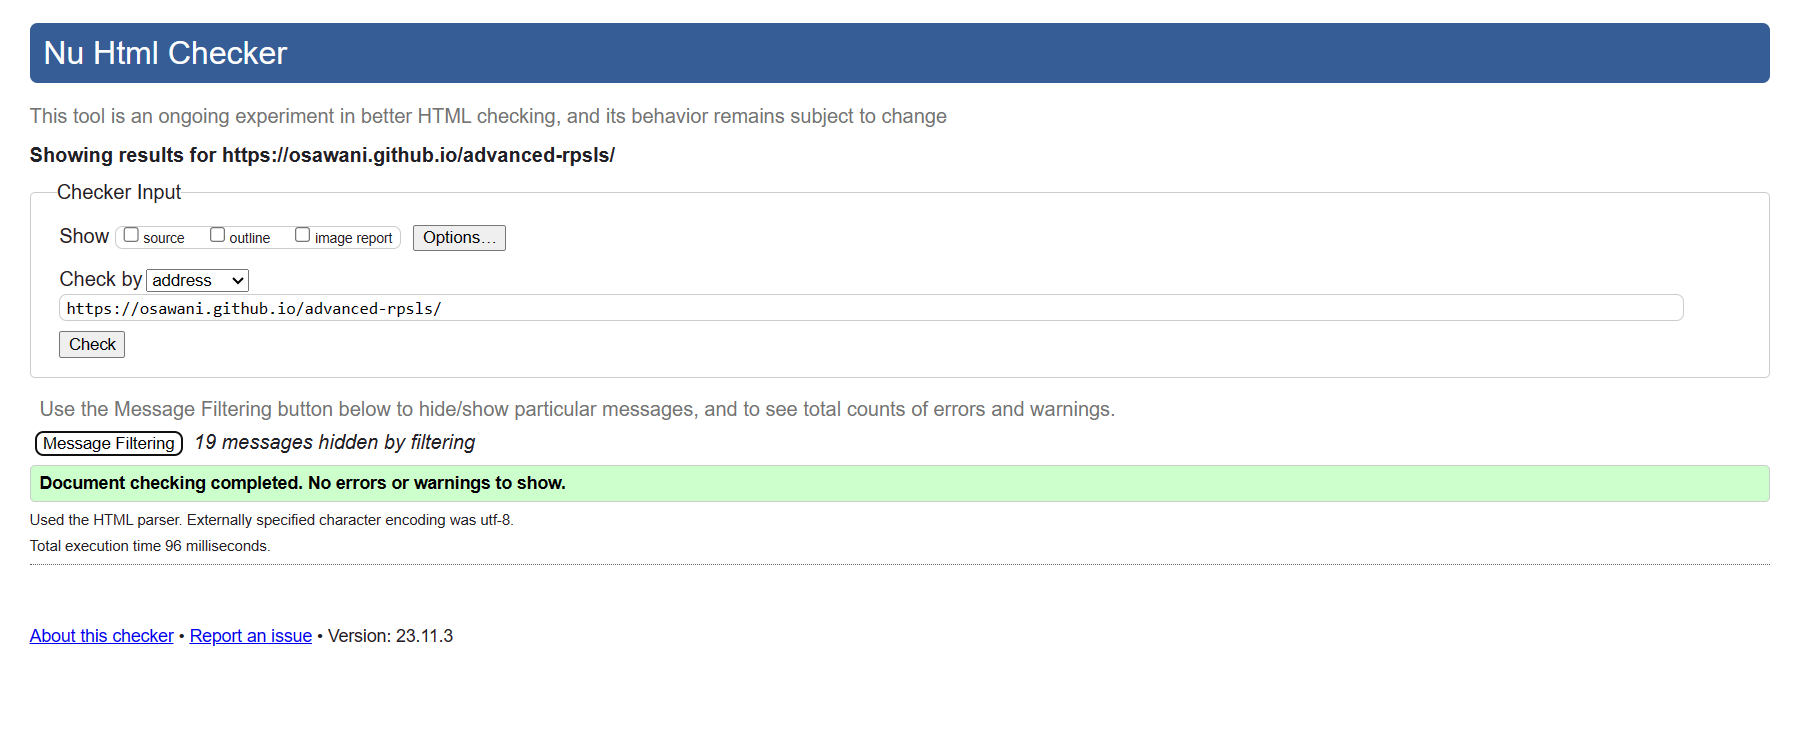 Nu Html Checker
This tool is an ongoing experiment in better HTML checking, and its behavior remains subject to change
Showing results for https://osawani.github.io/advanced-rpsls/
Checker Input
Show source outline image report Options...
Check by address
https://osawani.github.io/advanced-rpsls/
Check
Use the Message Filtering button below to hide/show particular messages, and to see total counts of errors and warnings.
Message Filtering 19 messages hidden by filtering
Document checking completed. No errors or warnings to show.
Used the HTML parser. Externally specified character encoding was utf-8.
Total execution time 96 milliseconds.
About this checker • Report an issue • Version: 23.11.3